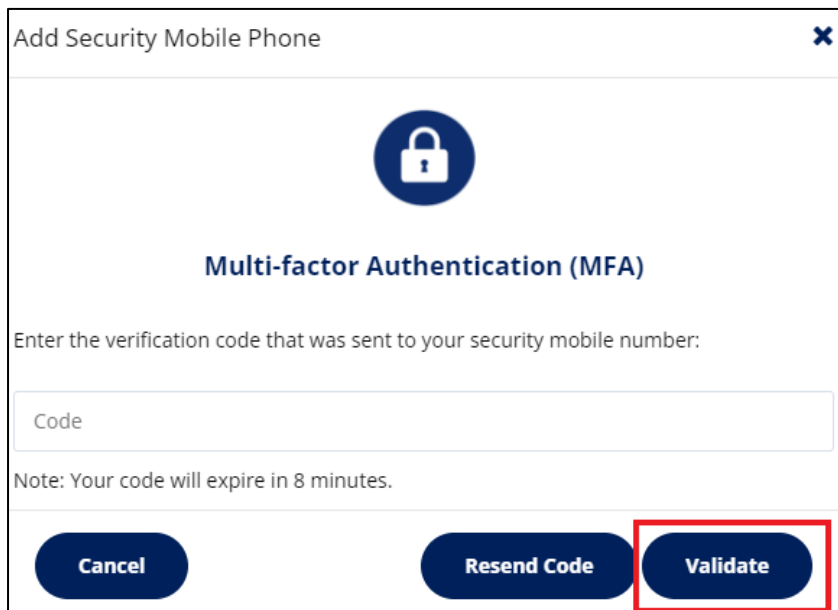 Add Security Mobile Phone
Multi-factor Authentication (MFA)
Enter the verification code that was sent to your security mobile number:
Code
Note: Your code will expire in 8 minutes.
Cancel
Resend Code
Validate